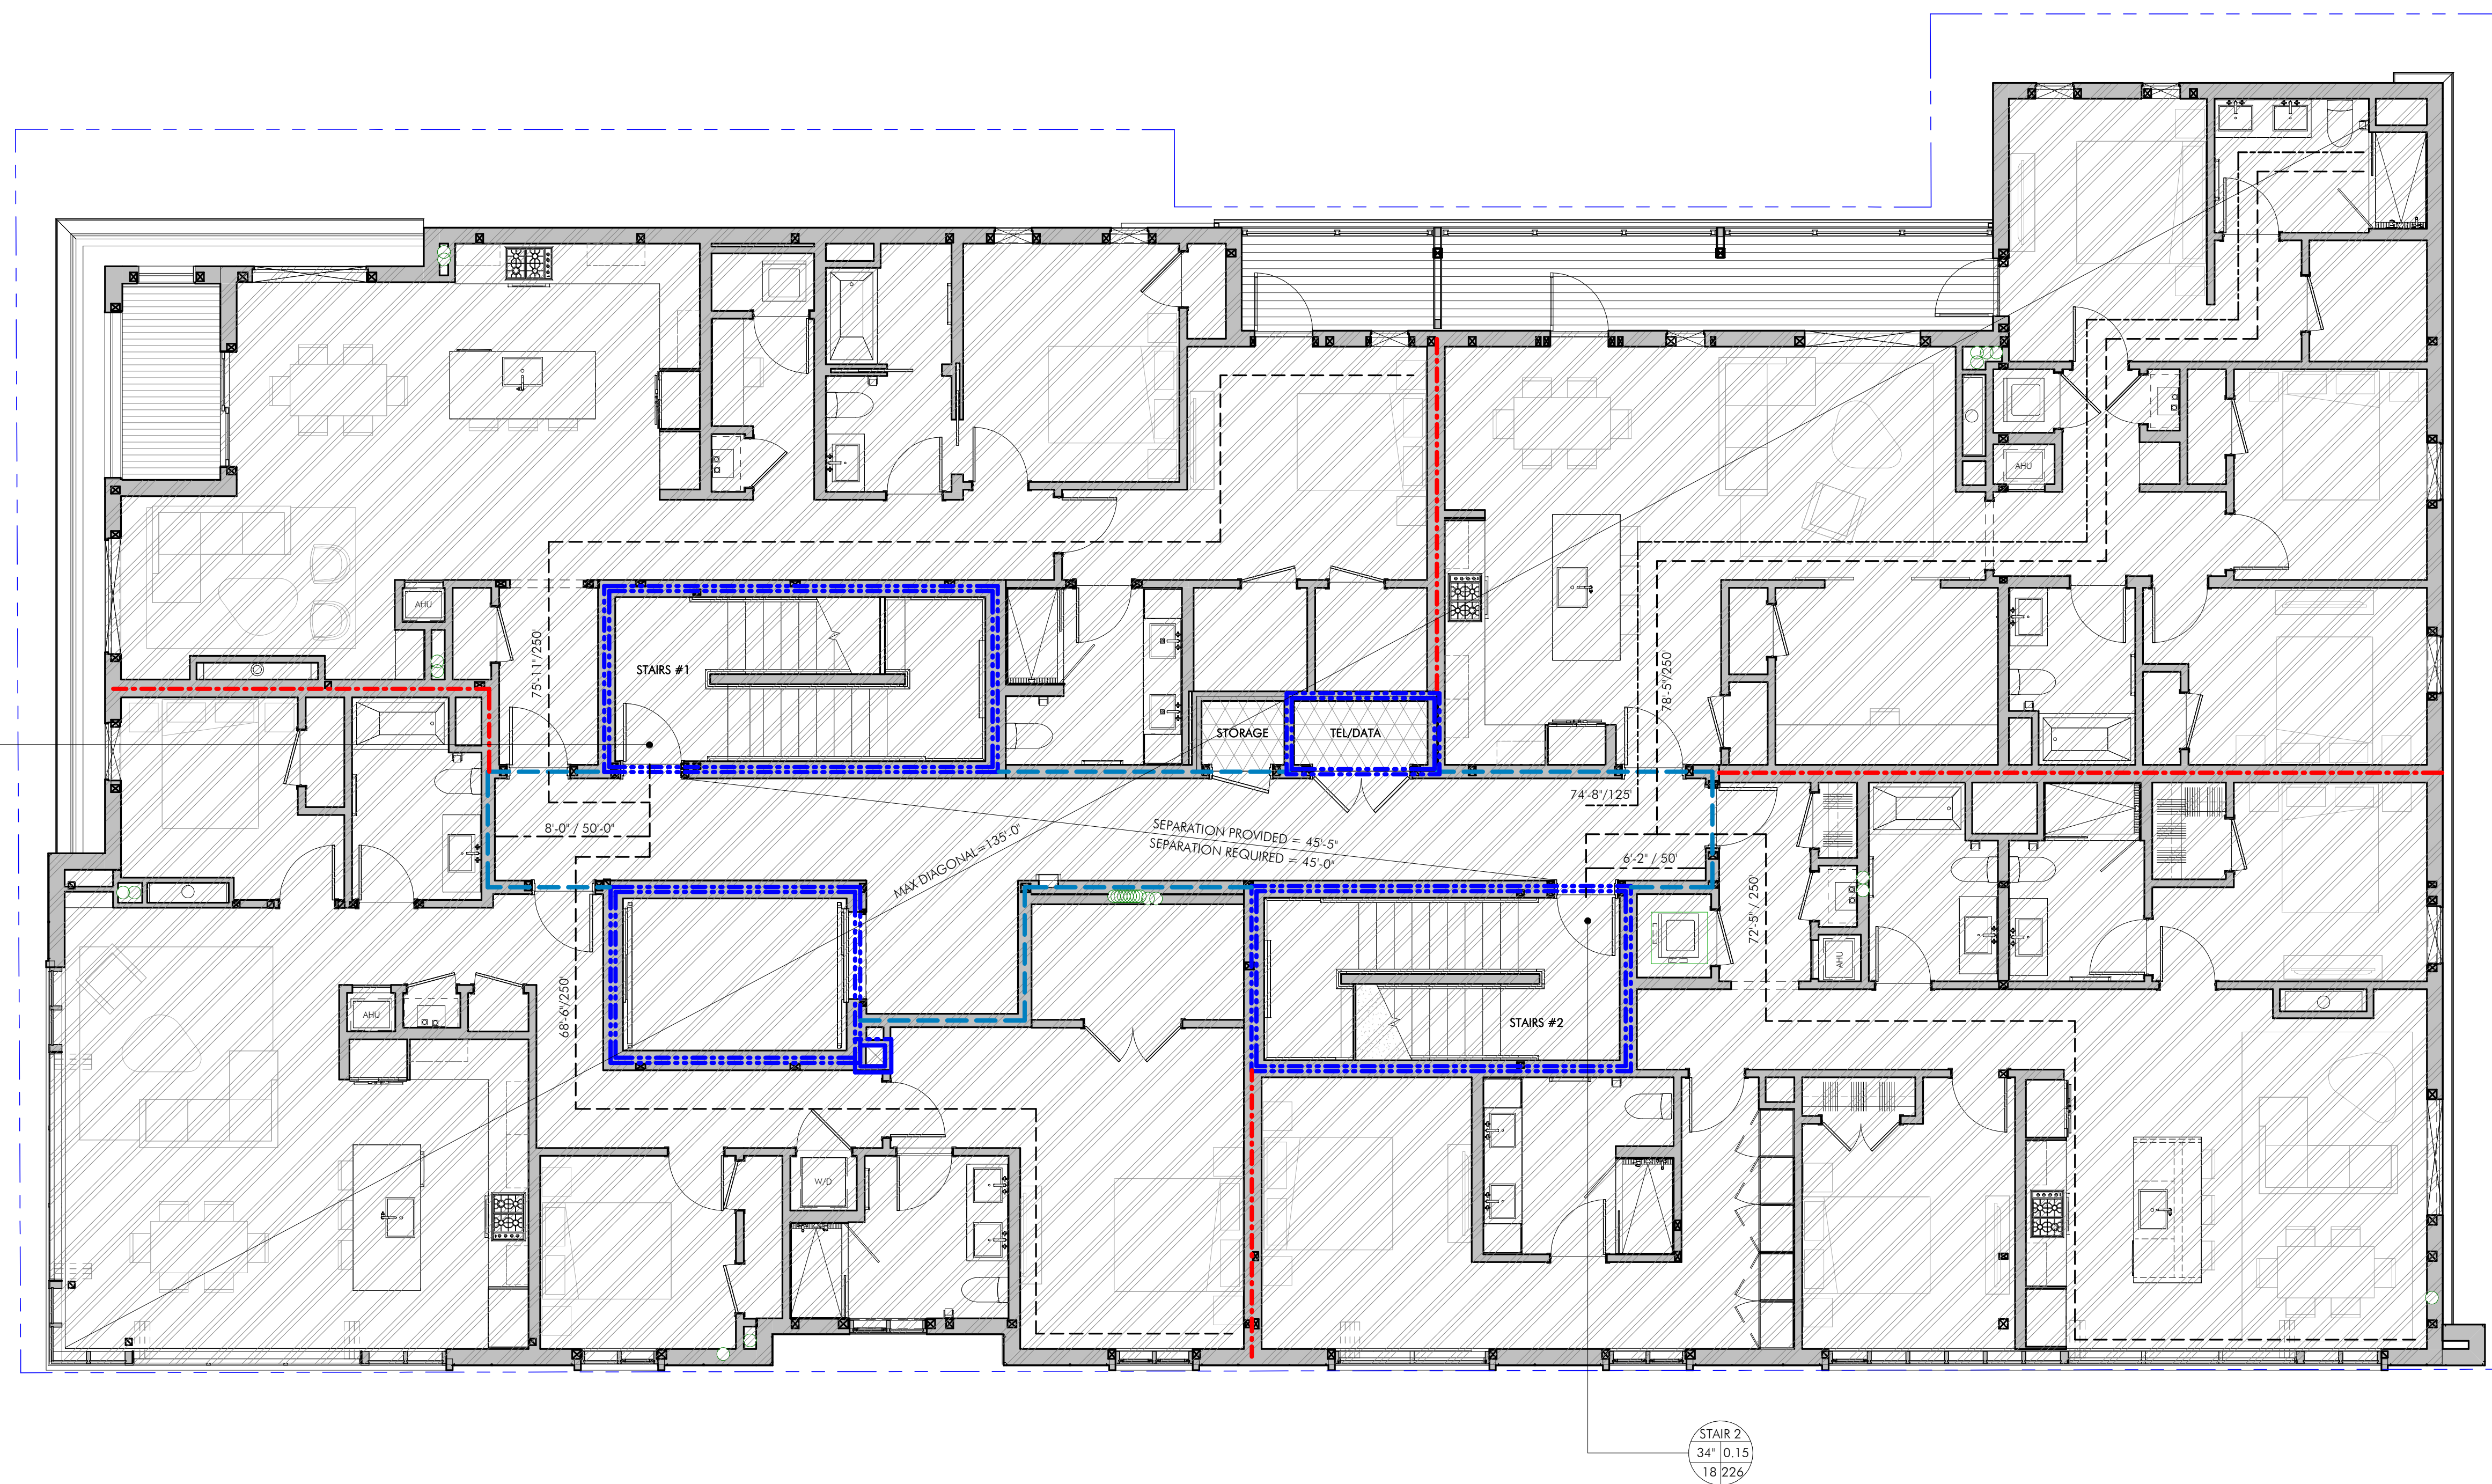 AHU
AHU
STAIRS #1
75'-11"/250'
78'-5"/250'
STORAGE
TEL/DATA
74'-8"/125'
8'-0" / 50'-0"
SEPARATION PROVIDED = 45'-5"
SEPARATION REQUIRED = 45'-0"
MAX DIAGONAL=135'-0"
6'-2" / 50'
72'-5" / 250'
AHU
68'-6"/250'
AHU
STAIRS #2
W/D
STAIR 2
34" 0.15
18 226